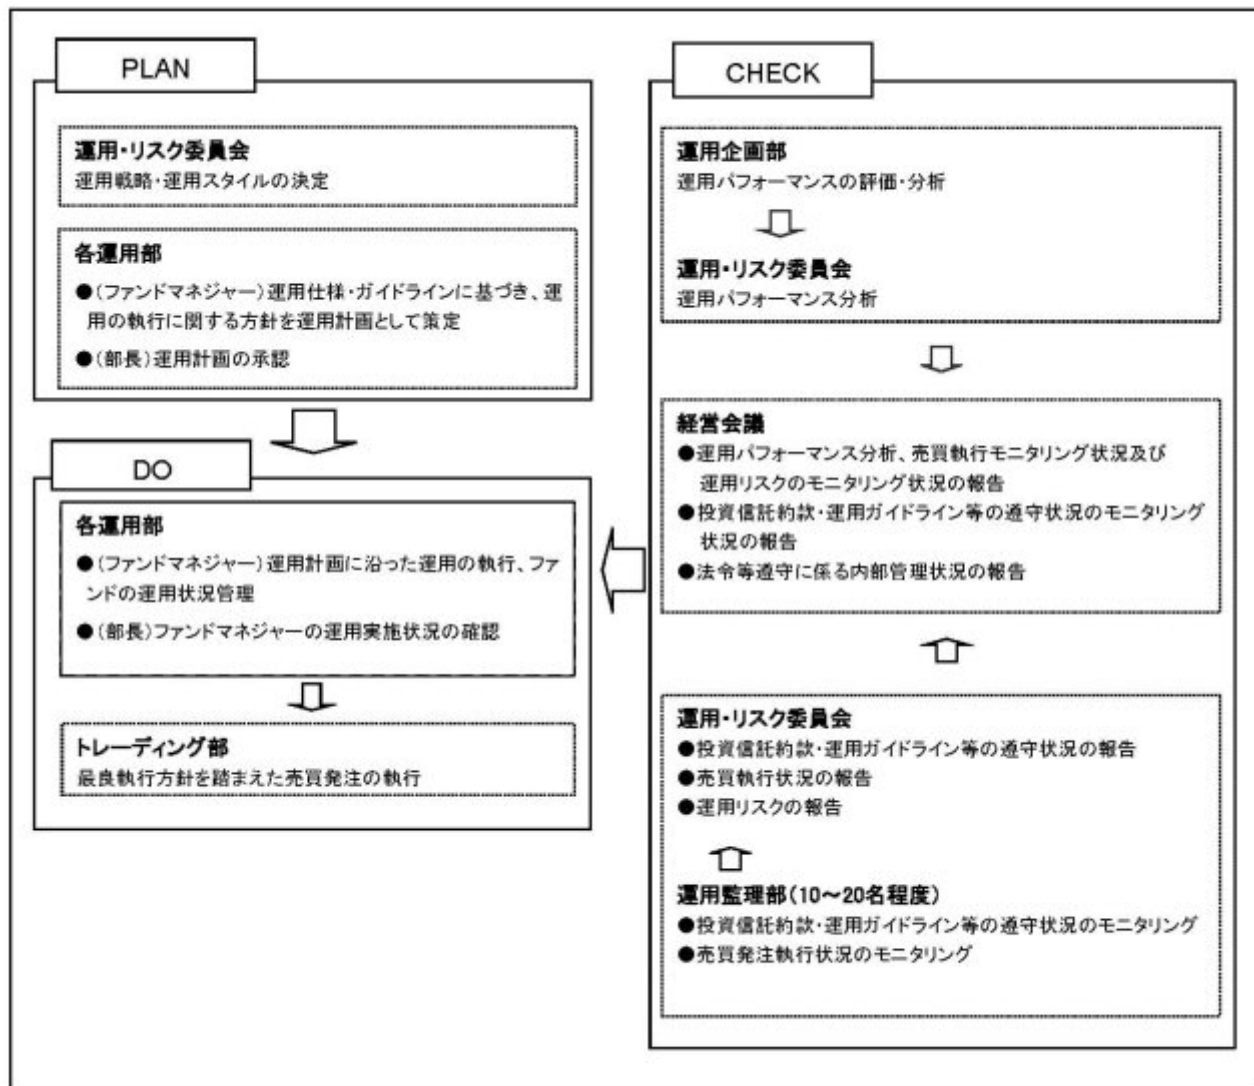 PLAN
運用・リスク委員会
運用戦略・運用スタイルの決定
各運用部
●(ファンドマネジャー)運用仕様・ガイドラインに基づき、運
用の執行に関する方針を運用計画として策定
●(部長)運用計画の承認
DO
各運用部
●(ファンドマネジャー)運用計画に沿った運用の執行、ファ
ンドの運用状況管理
●(部長)ファンドマネジャーの運用実施状況の確認
トレーディング部
最良執行方針を踏まえた売買発注の執行
CHECK
運用企画部
運用パフォーマンスの評価・分析
運用・リスク委員会
運用パフォーマンス分析
経営会議
●運用パフォーマンス分析、売買執行モニタリング状況及び
運用リスクのモニタリング状況の報告
●投資信託約款・運用ガイドライン等の遵守状況のモニタリング
状況の報告
●法令等遵守に係る内部管理状況の報告
運用・リスク委員会
●投資信託約款・運用ガイドライン等の遵守状況の報告
●売買執行状況の報告
●運用リスクの報告
運用監理部(10～20名程度)
●投資信託約款・運用ガイドライン等の遵守状況のモニタリング
●売買発注執行状況のモニタリング